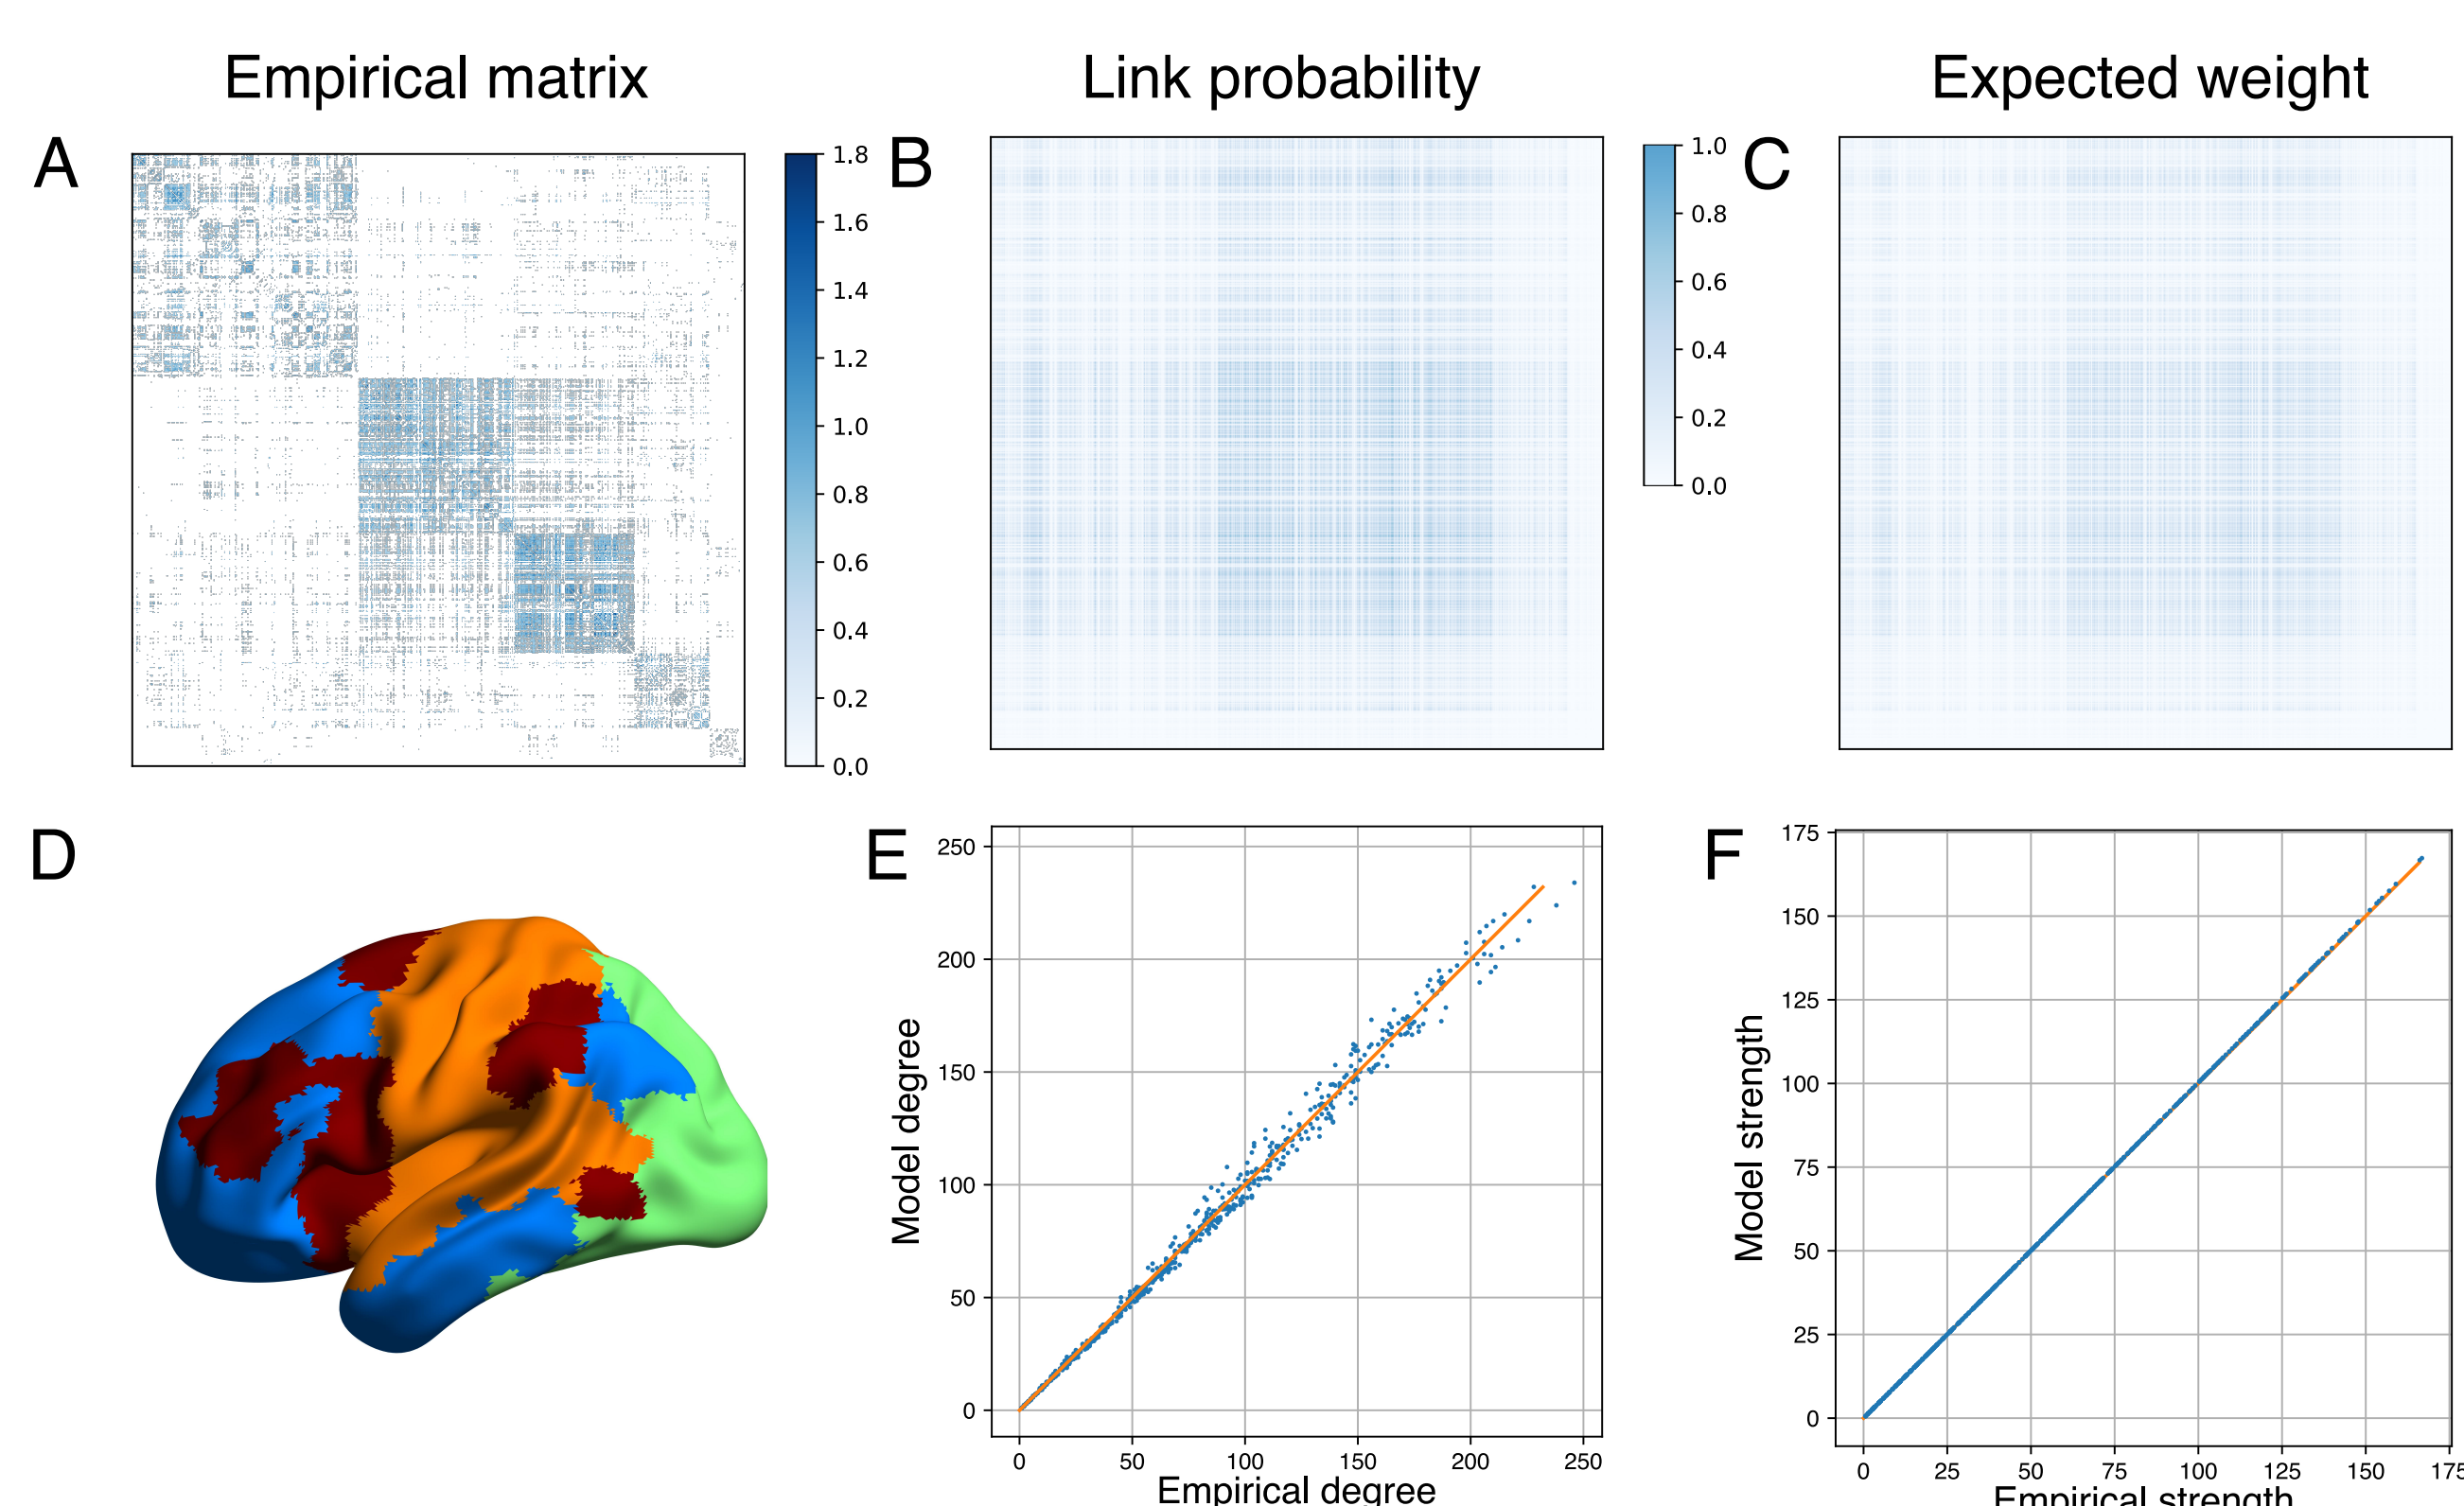 Empirical matrix
Link probability
Expected weight
A
1.8
1.6
1.4
1.2
1.0
0.8
0.6
0.4
0.2
0.0
B
1.0
0.8
0.6
0.4
0.2
0.0
C
D
E
250
200
150
100
50
0
Model degree
0 50 100 150 200 250
Empirical degree
F
175
150
125
100
75
50
25
0
Model strength
0 25 50 75 100 125 150 175
Empirical strength